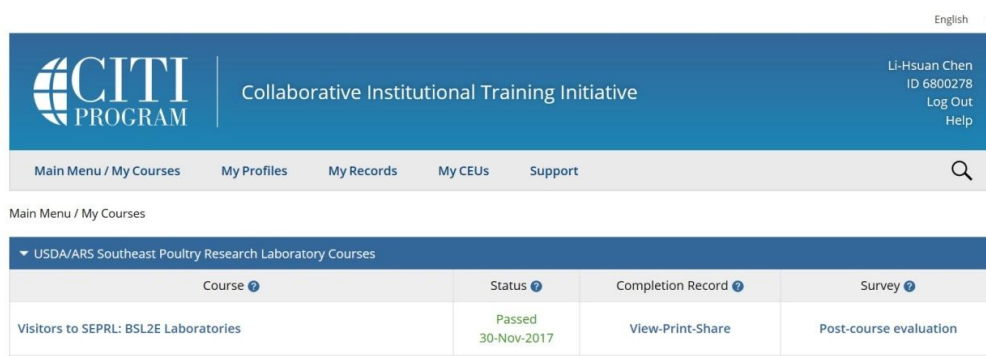 English
CITI
PROGRAM
Collaborative Institutional Training Initiative
Li-Hsuan Chen
ID 6800278
Log Out
Help
Main Menu / My Courses My Profiles My Records My CEUs Support
Main Menu / My Courses
USDA/ARS Southeast Poultry Research Laboratory Courses
Course ? Status ? Completion Record ? Survey ?
Visitors to SEPRL: BSL2E Laboratories
Passed
30-Nov-2017
View-Print-Share
Post-course evaluation